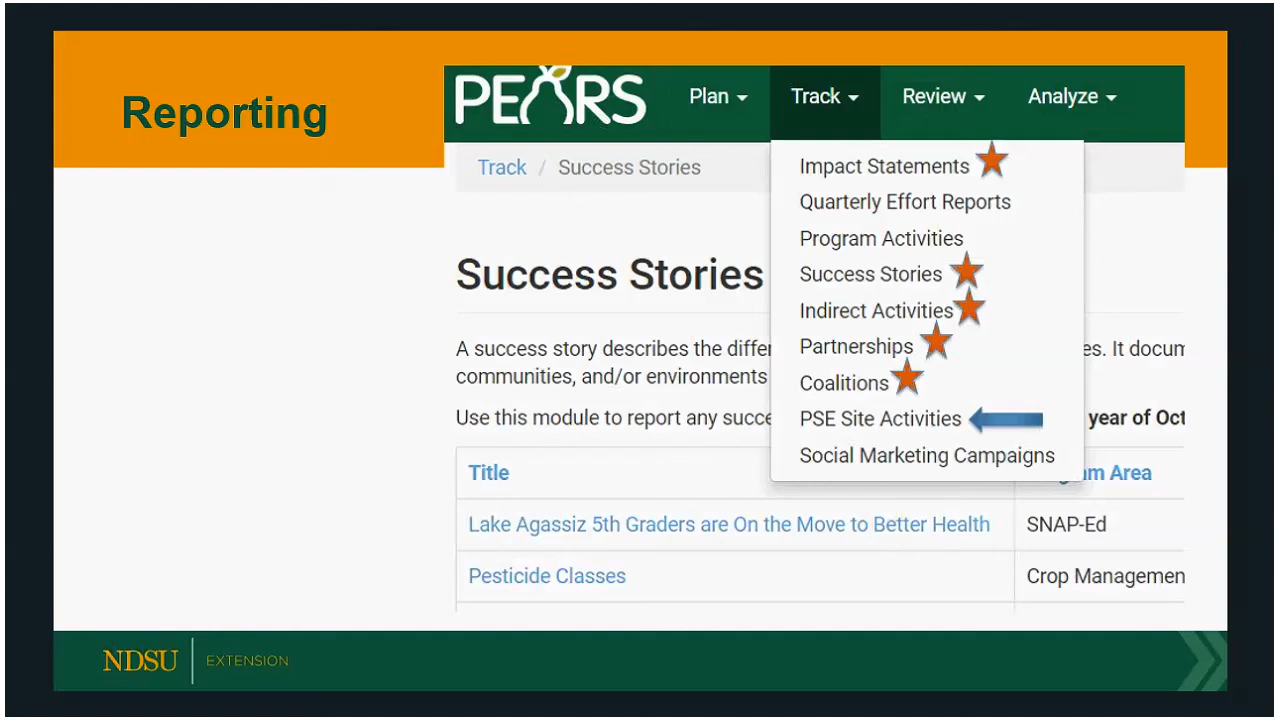 Reporting
PEARS
Plan Track Review Analyze
Track / Success Stories
Impact Statements
Quarterly Effort Reports
Program Activities
Success Stories
Indirect Activities
Partnerships
Coalitions
PSE Site Activities
Social Marketing Campaigns
Success Stories
A success story describes the es. It docum
communities, and/or environments
Use this module to report any year of Oct
Title Area
Lake Agassiz 5th Graders are On the Move to Better Health SNAP-Ed
Pesticide Classes Crop Managemen
NDSU EXTENSION